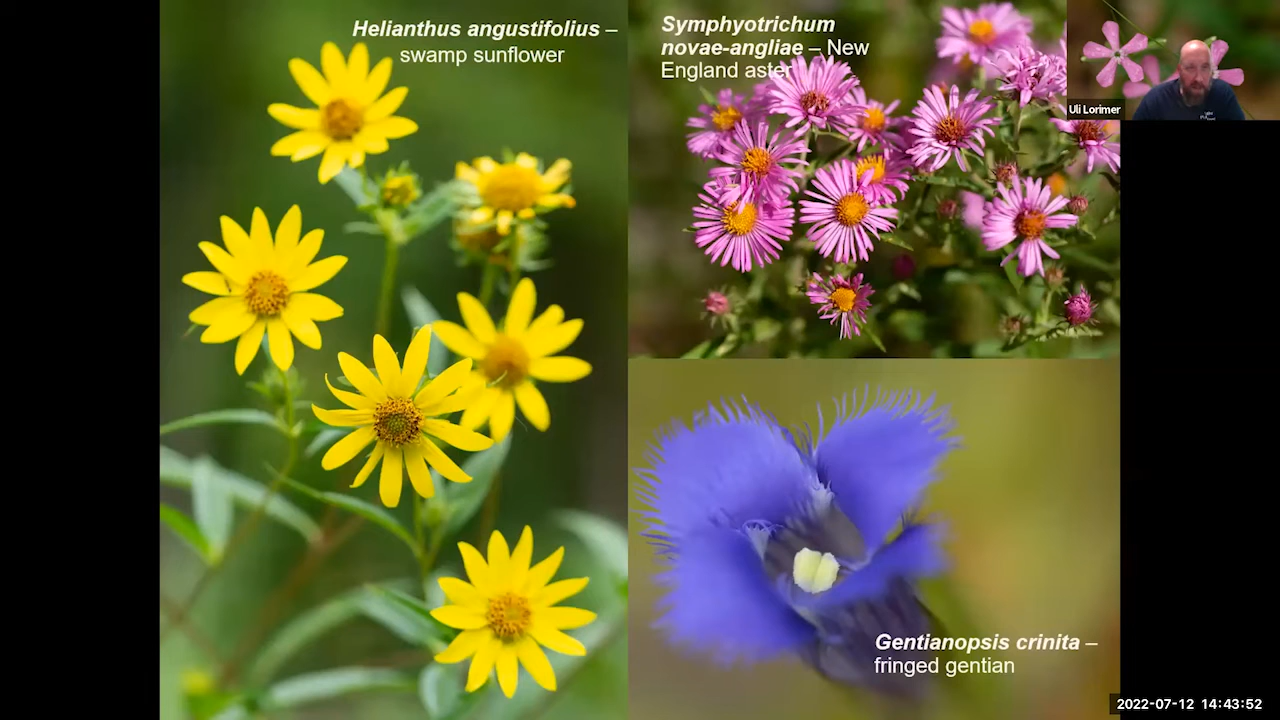 Helianthus angustifolius –
swamp sunflower
Symphyotrichum
novae-angliae – New
England aster
Uli Lorimer
Gentianopsis crinita –
fringed gentian
2022-07-12 14:43:52